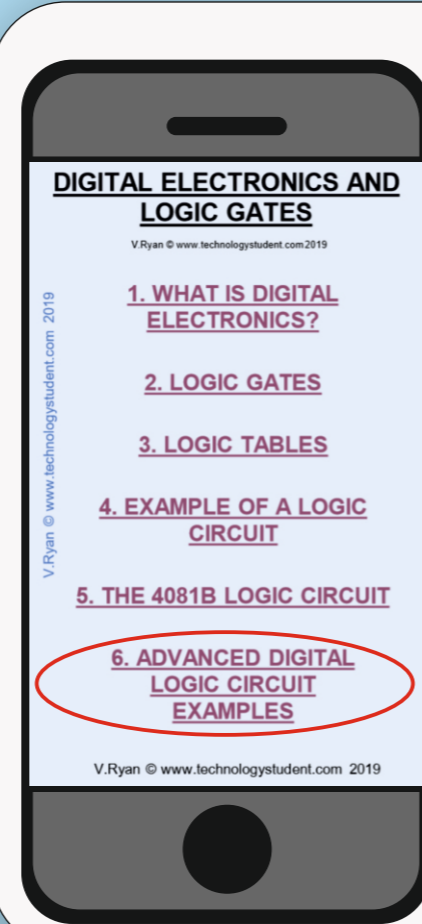 DIGITAL ELECTRONICS AND
LOGIC GATES
V.Ryan © www.technologystudent.com 2019
V.Ryan © www.technologystudent.com 2019
1. WHAT IS DIGITAL
ELECTRONICS?
2. LOGIC GATES
3. LOGIC TABLES
4. EXAMPLE OF A LOGIC
CIRCUIT
5. THE 4081B LOGIC CIRCUIT
6. ADVANCED DIGITAL
LOGIC CIRCUIT
EXAMPLES
V.Ryan © www.technologystudent.com 2019